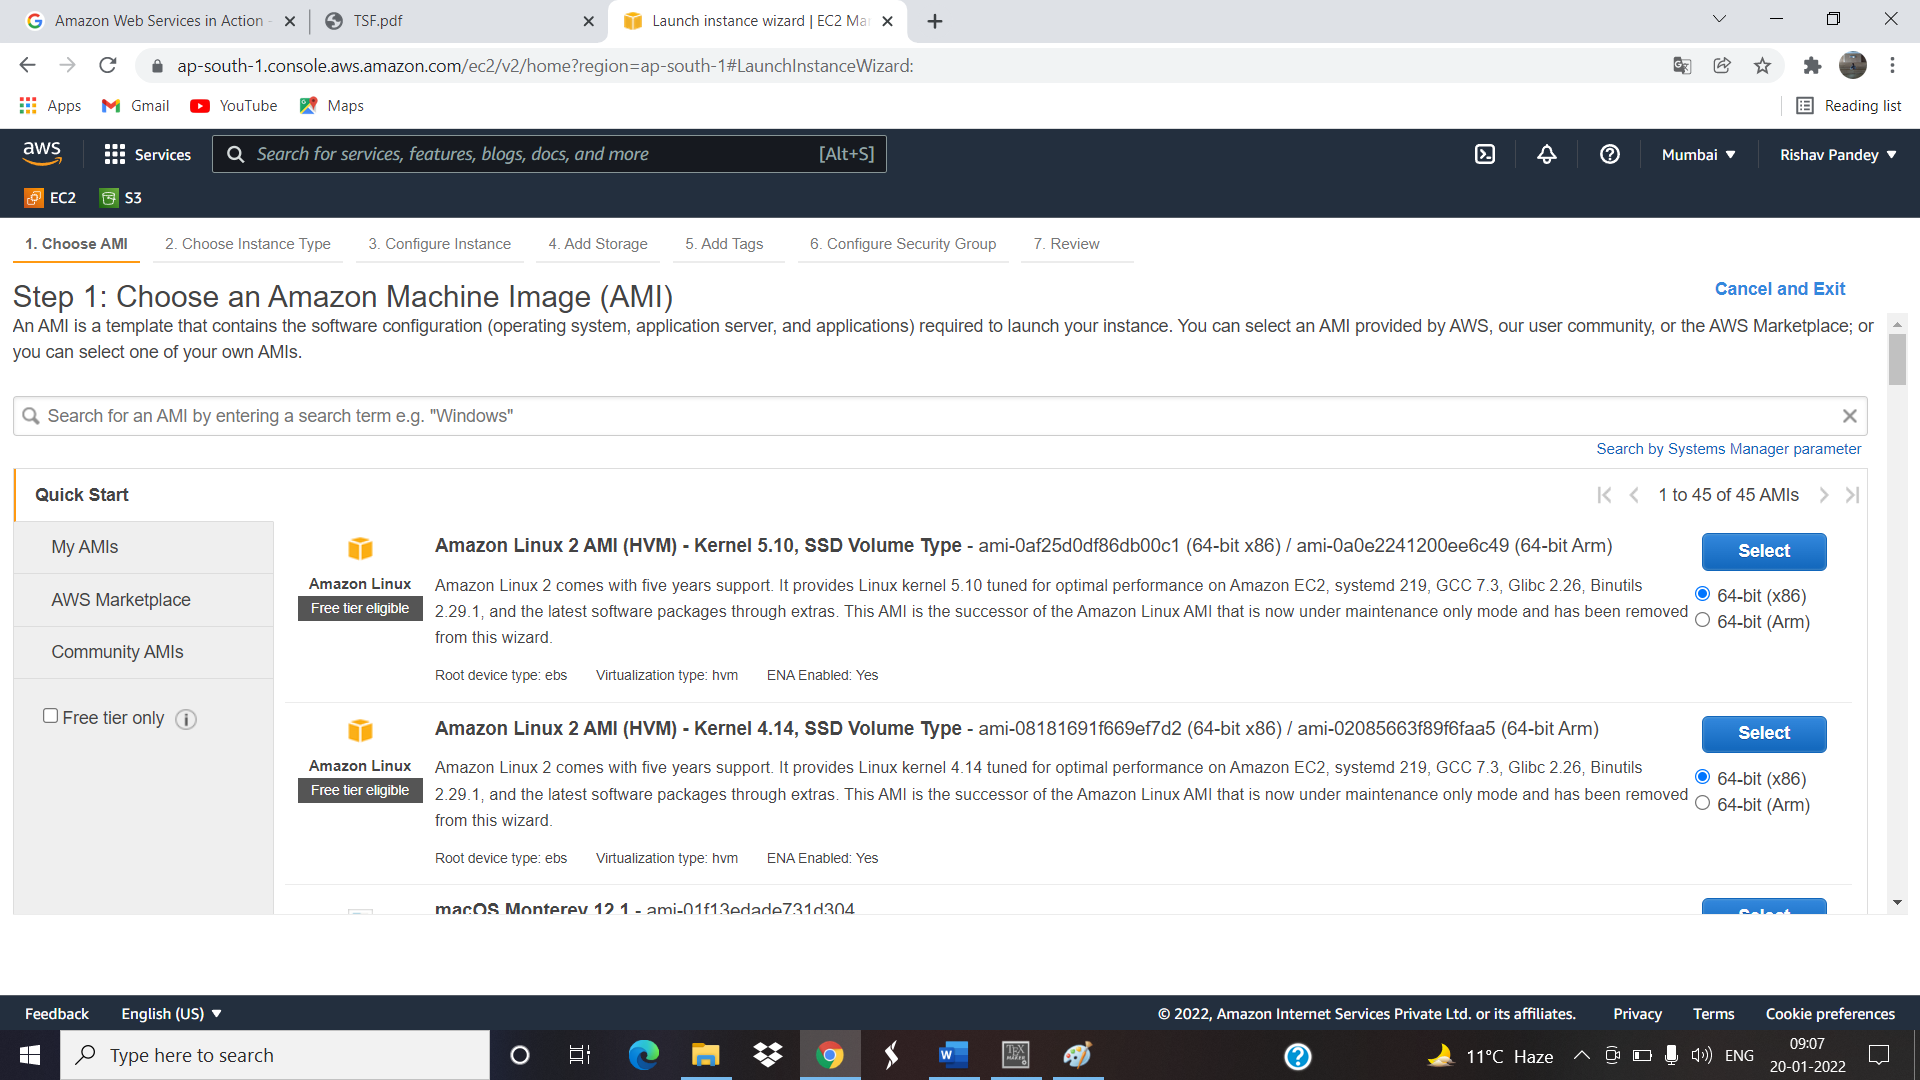 Amazon Web Services in Action -
TSF.pdf
Launch instance wizard | EC2 Ma
ap-south-1.console.aws.amazon.com/ec2/v2/home?region=ap-south-1#LaunchInstanceWizard:
Apps
Gmail
YouTube
Maps
Reading list
aws
Services
Search for services, features, blogs, docs, and more
[Alt+S]
Mumbai
Rishav Pandey
EC2
S3
1. Choose AMI
2. Choose Instance Type
3. Configure Instance
4. Add Storage
5. Add Tags
6. Configure Security Group
7. Review
Step 1: Choose an Amazon Machine Image (AMI)
Cancel and Exit
An AMI is a template that contains the software configuration (operating system, application server, and applications) required to launch your instance. You can select an AMI provided by AWS, our user community, or the AWS Marketplace; or
you can select one of your own AMIs.
Search for an AMI by entering a search term e.g. "Windows"
Search by Systems Manager parameter
Quick Start
1 to 45 of 45 AMIs
My AMIs
AWS Marketplace
Community AMIs
Free tier only
Amazon Linux
Free tier eligible
Amazon Linux 2 AMI (HVM) - Kernel 5.10, SSD Volume Type - ami-0af25d0df86db00c1 (64-bit x86) / ami-0a0e2241200ee6c49 (64-bit Arm)
Amazon Linux 2 comes with five years support. It provides Linux kernel 5.10 tuned for optimal performance on Amazon EC2, systemd 219, GCC 7.3, Glibc 2.26, Binutils
2.29.1, and the latest software packages through extras. This AMI is the successor of the Amazon Linux AMI that is now under maintenance only mode and has been removed
from this wizard.
Root device type: ebs
Virtualization type: hvm
ENA Enabled: Yes
Select
64-bit (x86)
64-bit (Arm)
Amazon Linux
Free tier eligible
Amazon Linux 2 AMI (HVM) - Kernel 4.14, SSD Volume Type - ami-08181691f669ef7d2 (64-bit x86) / ami-02085663f89f6faa5 (64-bit Arm)
Amazon Linux 2 comes with five years support. It provides Linux kernel 4.14 tuned for optimal performance on Amazon EC2, systemd 219, GCC 7.3, Glibc 2.26, Binutils
2.29.1, and the latest software packages through extras. This AMI is the successor of the Amazon Linux AMI that is now under maintenance only mode and has been removed
from this wizard.
Root device type: ebs
Virtualization type: hvm
ENA Enabled: Yes
Select
64-bit (x86)
64-bit (Arm)
macOS Monterey 12.1 - ami-01f13edade731d304
Select
Feedback
English (US)
© 2022, Amazon Internet Services Private Ltd. or its affiliates.
Privacy
Terms
Cookie preferences
Type here to search
11°C Haze
ENG
09:07
20-01-2022